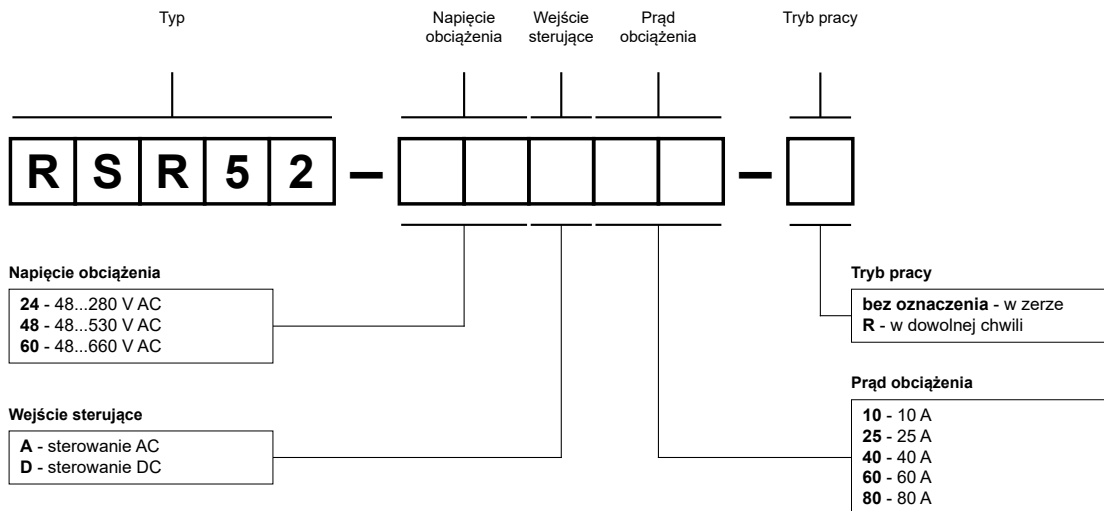 Typ
Napięcie
obciążenia
Wejście
sterujące
Prąd
obciążenia
Tryb pracy
R S R 5 2 – –
Napięcie obciążenia
24 - 48...280 V AC
48 - 48...530 V AC
60 - 48...660 V AC
Wejście sterujące
A - sterowanie AC
D - sterowanie DC
Tryb pracy
bez oznaczenia - w zerze
R - w dowolnej chwili
Prąd obciążenia
10 - 10 A
25 - 25 A
40 - 40 A
60 - 60 A
80 - 80 A